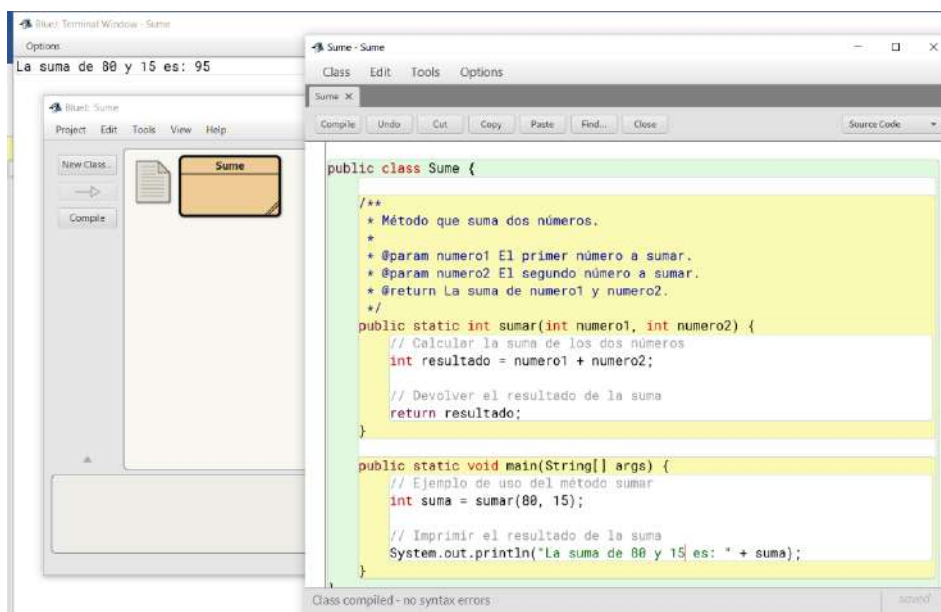 BlueJ: Terminal Window - Sume
Options
La suma de 80 y 15 es: 95
BlueJ: Sume
Project Edit Tools View Help
New Class...
Compile
Sume
Sume - Sume
Class Edit Tools Options
Sume X
Compile Undo Cut Copy Paste Find... Close Source Code
public class Sume {
/**
* Método que suma dos números.
*
* @param numero1 El primer número a sumar.
* @param numero2 El segundo número a sumar.
* @return La suma de numero1 y numero2.
*/
public static int sumar(int numero1, int numero2) {
// Calcular la suma de los dos números
int resultado = numero1 + numero2;
// Devolver el resultado de la suma
return resultado;
}
public static void main(String[] args) {
// Ejemplo de uso del método sumar
int suma = sumar(80, 15);
// Imprimir el resultado de la suma
System.out.println("La suma de 80 y 15 es: " + suma);
}
Class compiled - no syntax errors
saved